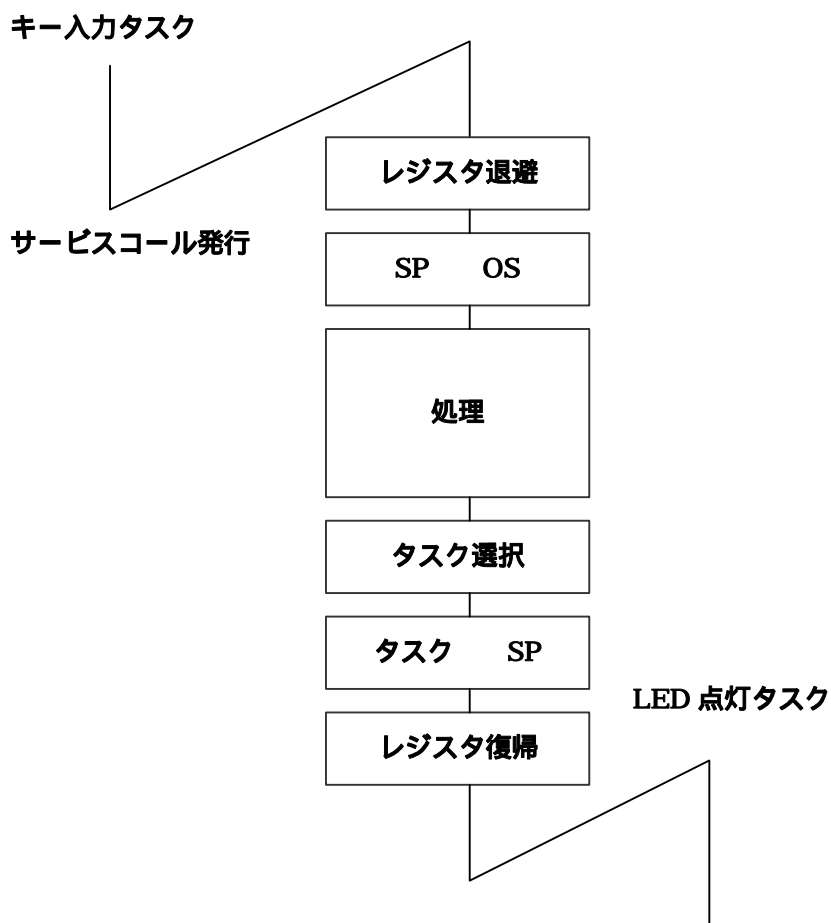 キー入力タスク
レジスタ退避
サービスコール発行
SP OS
処理
タスク選択
タスク SP
LED 点灯タスク
レジスタ復帰